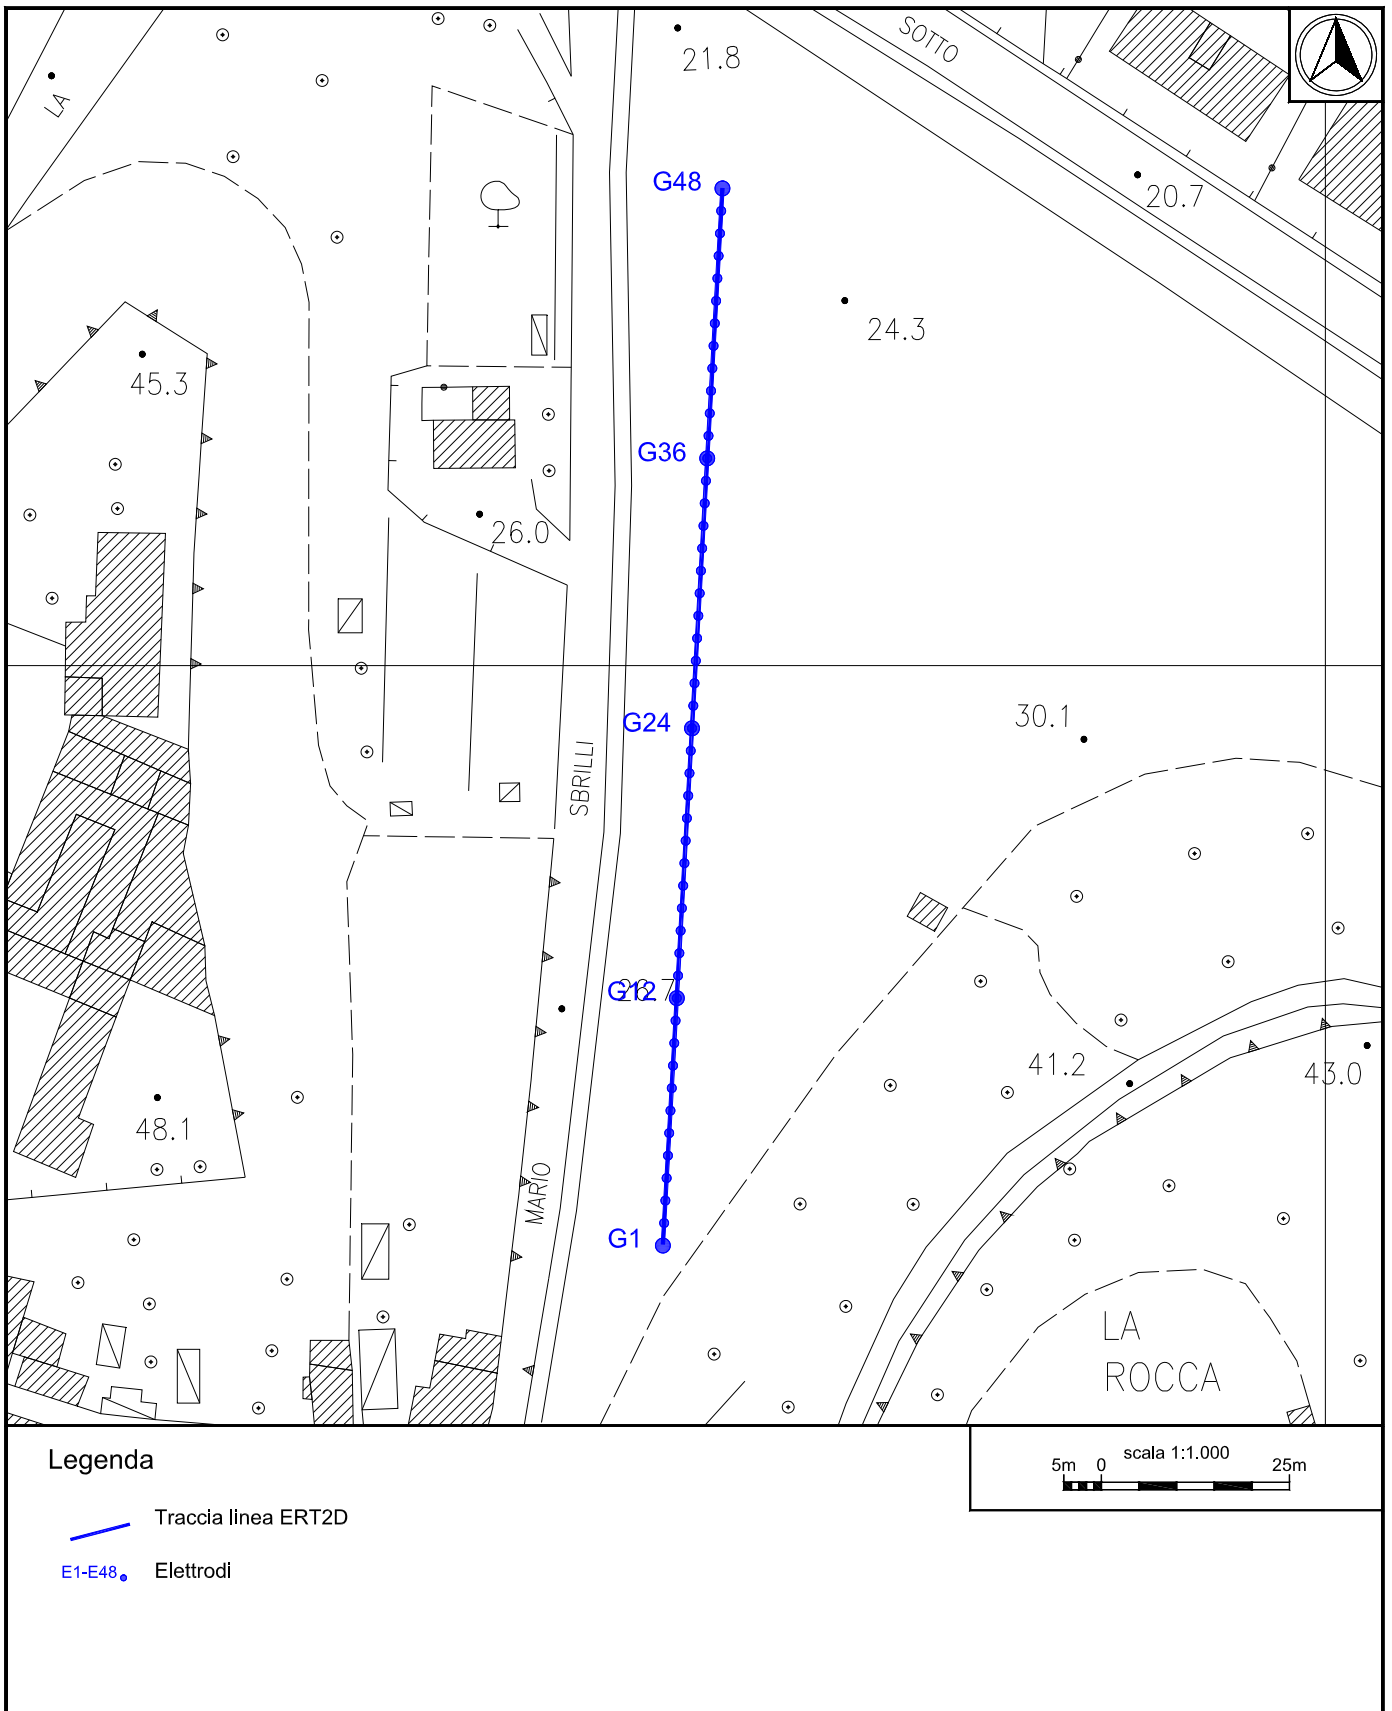 SOTTO
21.8
LA
G48
20.7
24.3
45.3
G36
26.0
30.1
G24
SBRILLI
26.7
G12
41.2
43.0
48.1
MARIO
G1
LA
ROCCA
Legenda
Traccia linea ERT2D
E1-E48
Elettrodi
scala 1:1.000
5m 0 25m